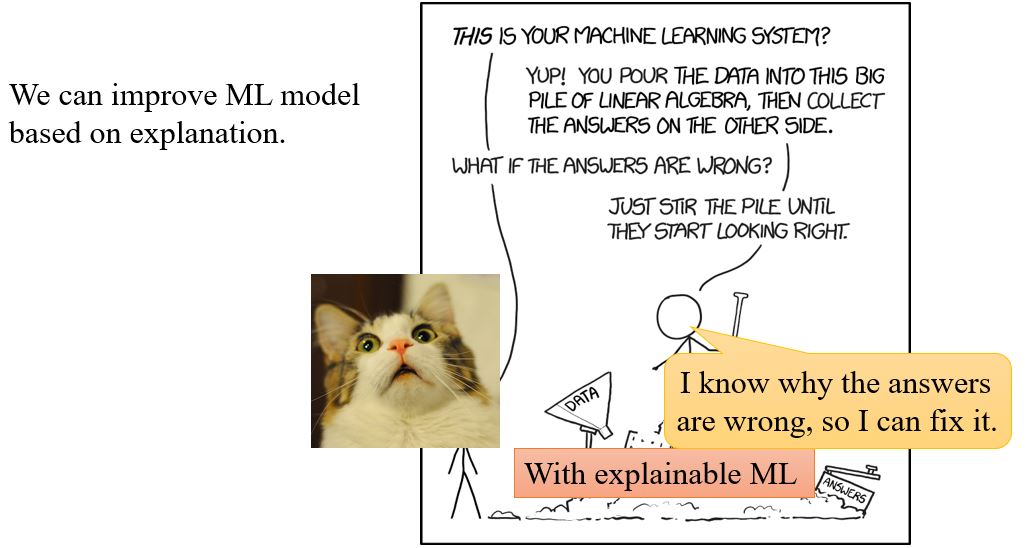 We can improve ML model
based on explanation.
THIS IS YOUR MACHINE LEARNING SYSTEM?
YUP! YOU POUR THE DATA INTO THIS BIG
PILE OF LINEAR ALGEBRA, THEN COLLECT
THE ANSWERS ON THE OTHER SIDE.
WHAT IF THE ANSWERS ARE WRONG?
JUST STIR THE PILE UNTIL
THEY START LOOKING RIGHT.
DATA
I know why the answers
are wrong, so I can fix it.
With explainable ML
ANSWERS